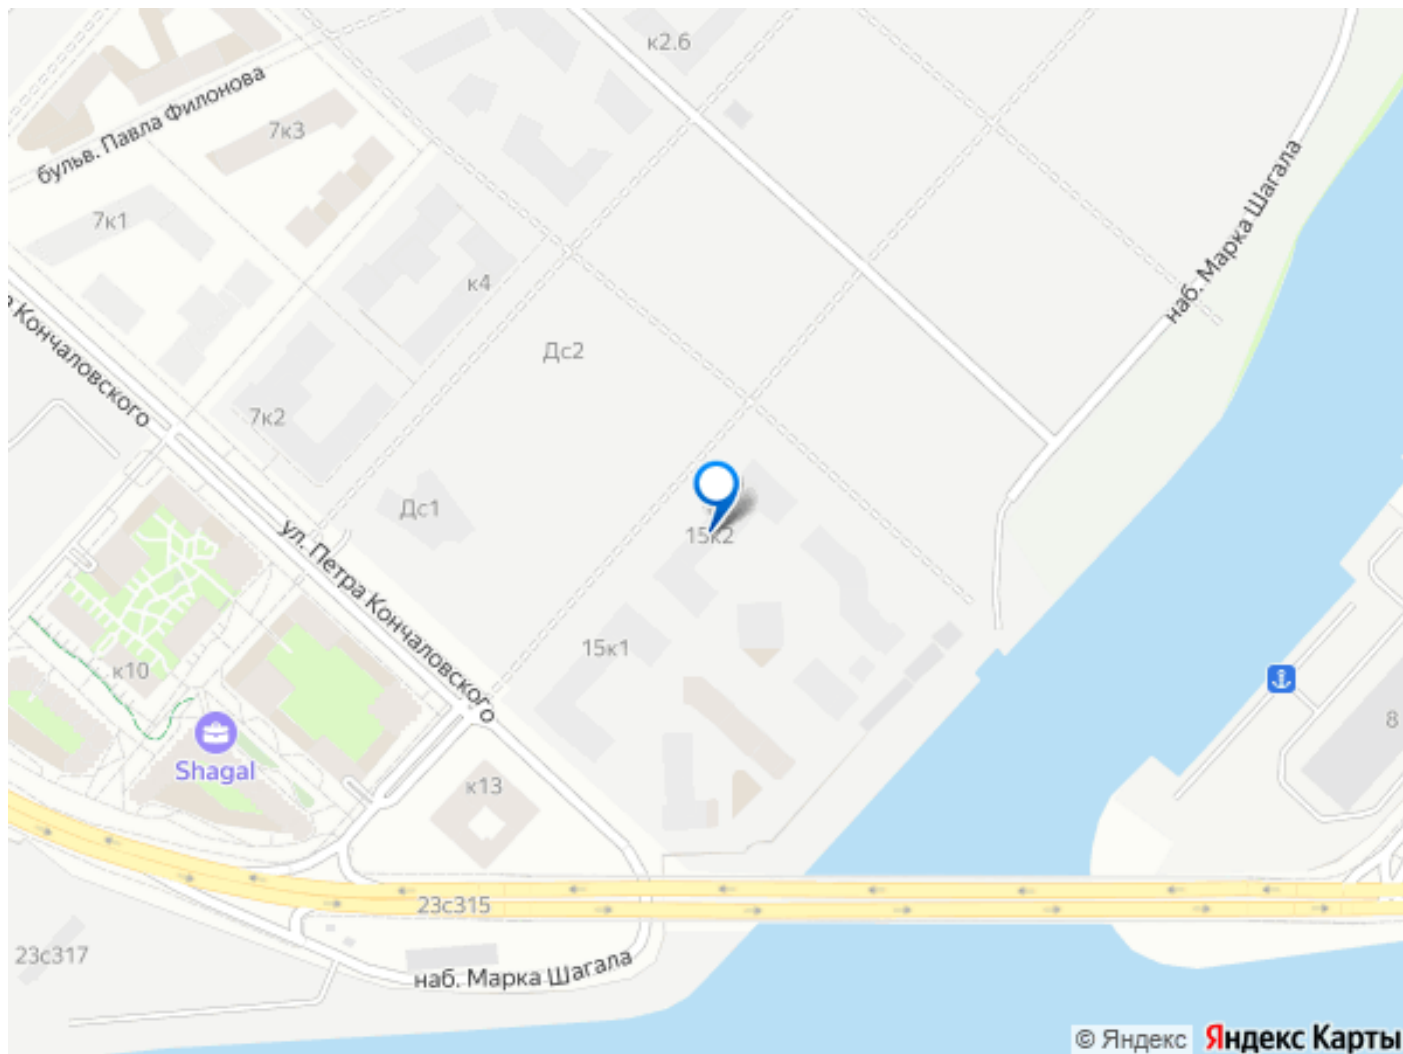 к2.6
бульв. Павла Филонова
7к3
7к1
к4
наб. Марка Шагала
Дс2
Кончаловского
7к2
15к2
Дс1
ул. Петра Кончаловского
15к1
к10
Shagal
8
к13
23с315
23с317
наб. Марка Шагала
© Яндекс Яндекс Карты